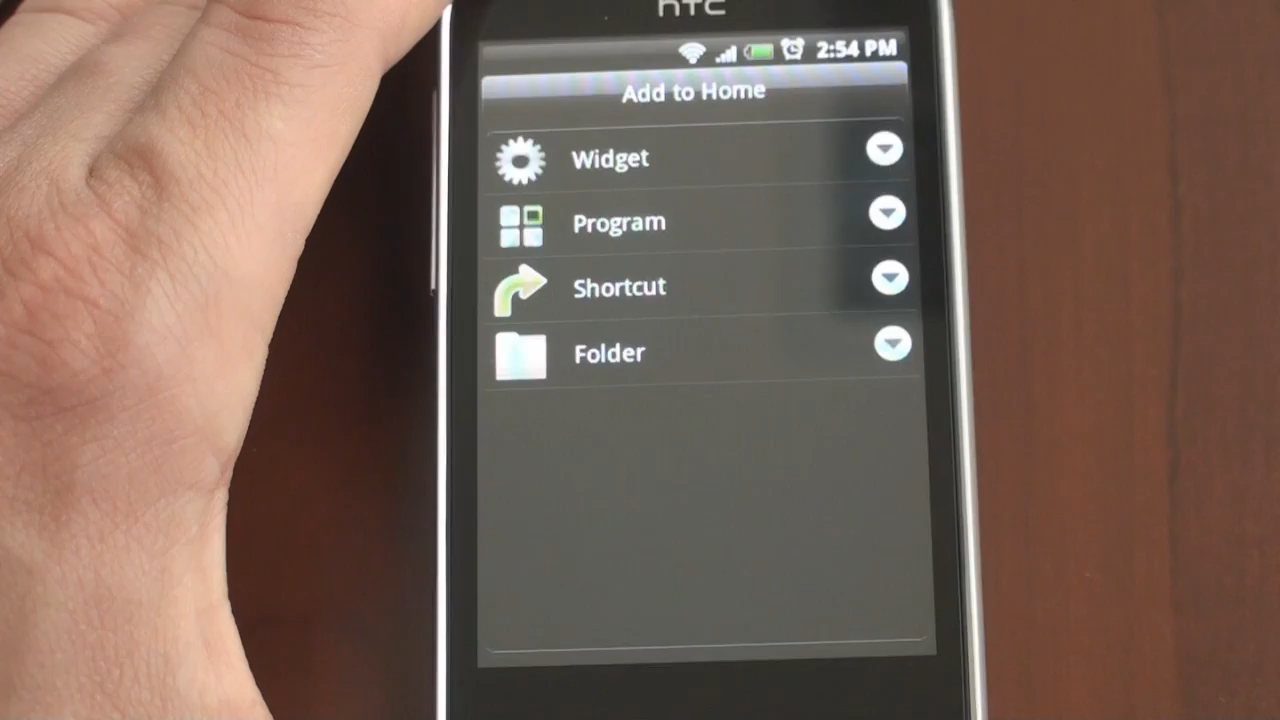 hTC
2:54 PM
Add to Home
Widget
Program
Shortcut
Folder